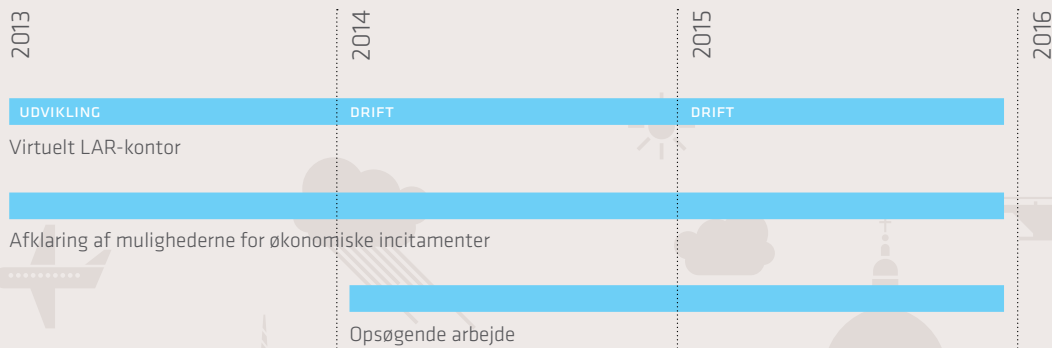 2013
2014
2015
2016
UDVIKLING DRIFT DRIFT
Virtuelt LAR-kontor
Afklaring af mulighederne for økonomiske incitamenter
Opsøgende arbejde